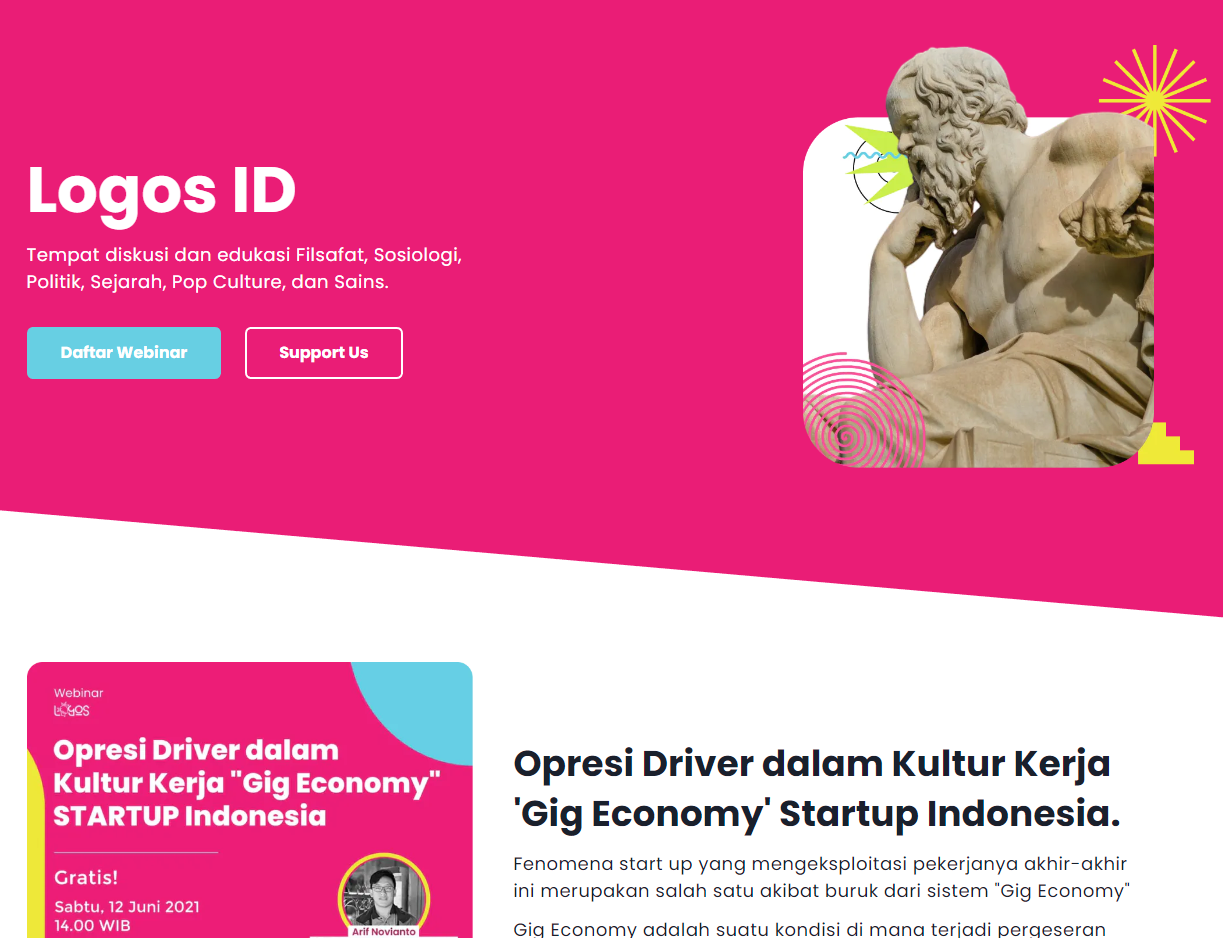 Logos ID
Tempat diskusi dan edukasi Filsafat, Sosiologi,
Politik, Sejarah, Pop Culture, dan Sains.
Daftar Webinar
Support Us
Webinar
LOGOS
Opresi Driver dalam
Kultur Kerja "Gig Economy"
STARTUP Indonesia
Gratis!
Sabtu, 12 Juni 2021
14.00 WIB
Arif Novianto
Opresi Driver dalam Kultur Kerja
'Gig Economy' Startup Indonesia.
Fenomena start up yang mengeksploitasi pekerjanya akhir-akhir
ini merupakan salah satu akibat buruk dari sistem "Gig Economy"
Gig Economy adalah suatu kondisi di mana terjadi pergeseran